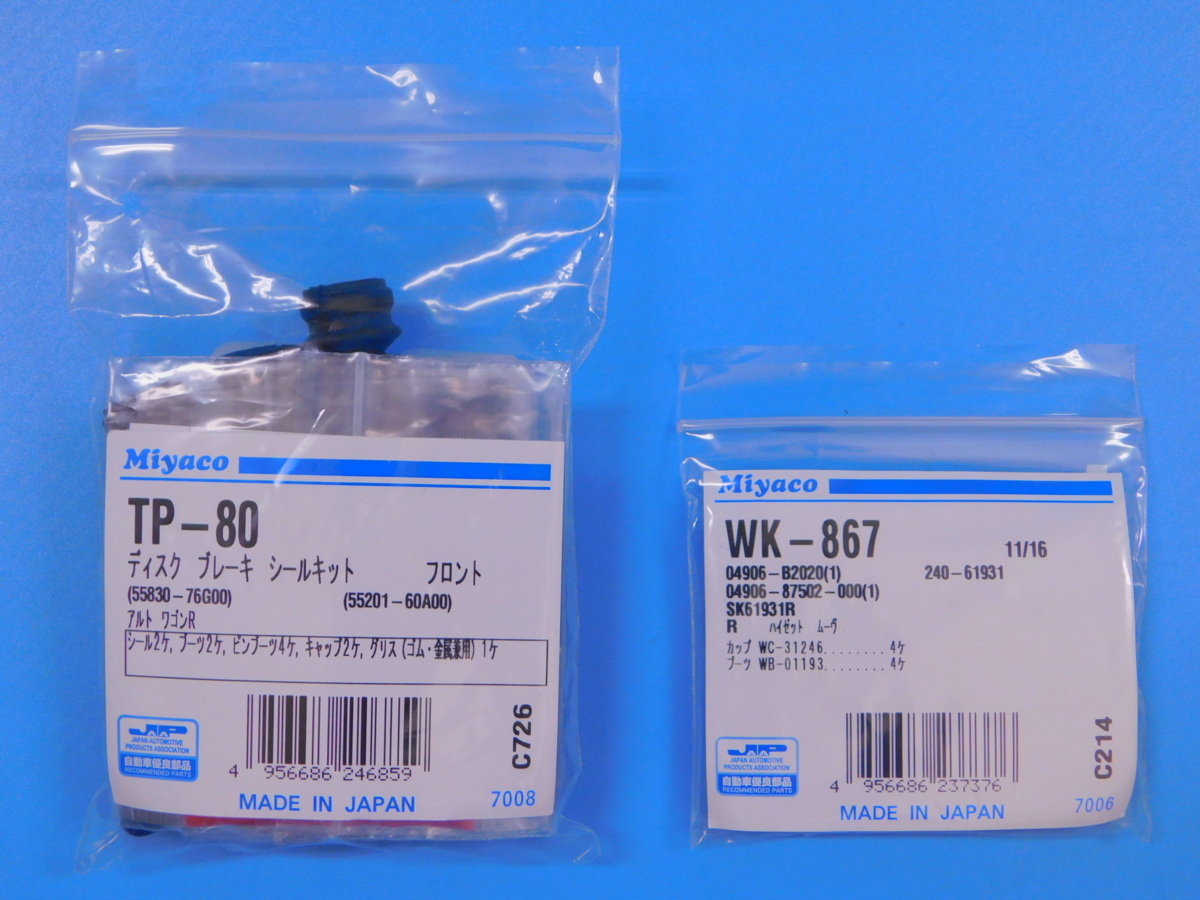 Miyaco
TP-80
ディスク ブレーキ シールキット フロント
(55830-76G00) (55201-60A00)
アルト ワゴンR
シール2ケ, ブーツ2ケ, ピンブーツ4ケ, キャップ2ケ, グリス (ゴム・金属兼用) 1ケ
JAPAN AUTOMOTIVE
PRODUCTS ASSOCIATION
自動車優良部品
RECOMMENDED PARTS
4 956686 246859
C726
MADE IN JAPAN 7008
Miyaco
WK-867 11/16
04906-B2020(1) 240-61931
04906-87502-000(1)
SK61931R
R ハイゼット ムーヴ
カップ WC-31246........4ケ
ブーツ WB-01193........4ケ
JAPAN AUTOMOTIVE
PRODUCTS ASSOCIATION
自動車優良部品
RECOMMENDED PARTS
4 956686 237376
C214
MADE IN JAPAN 7006